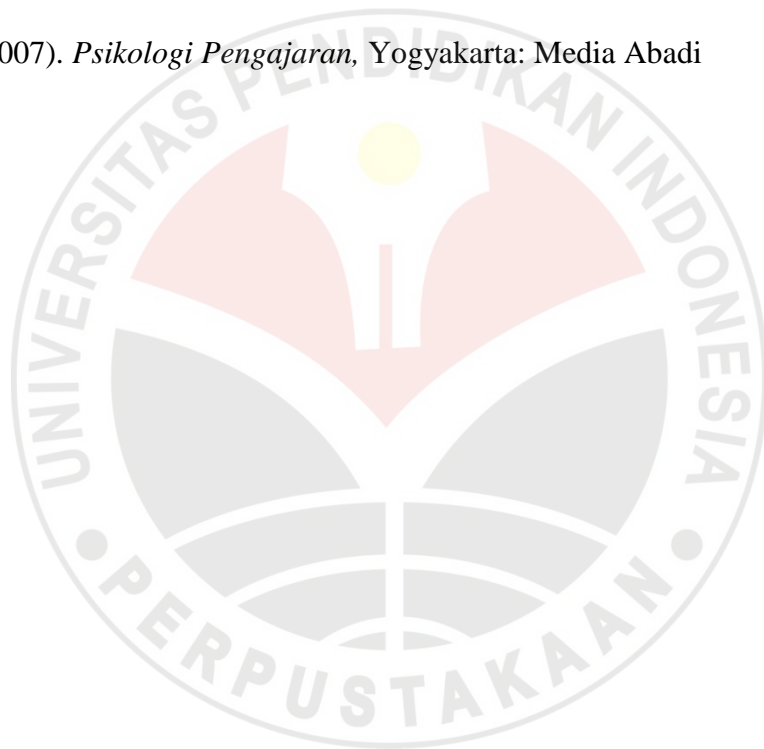 007). Psikologi Pengajaran, Yogyakarta: Media Abadi
UNIVERSITAS PENDIDIKAN INDONESIA
PERPUSTAKAAN